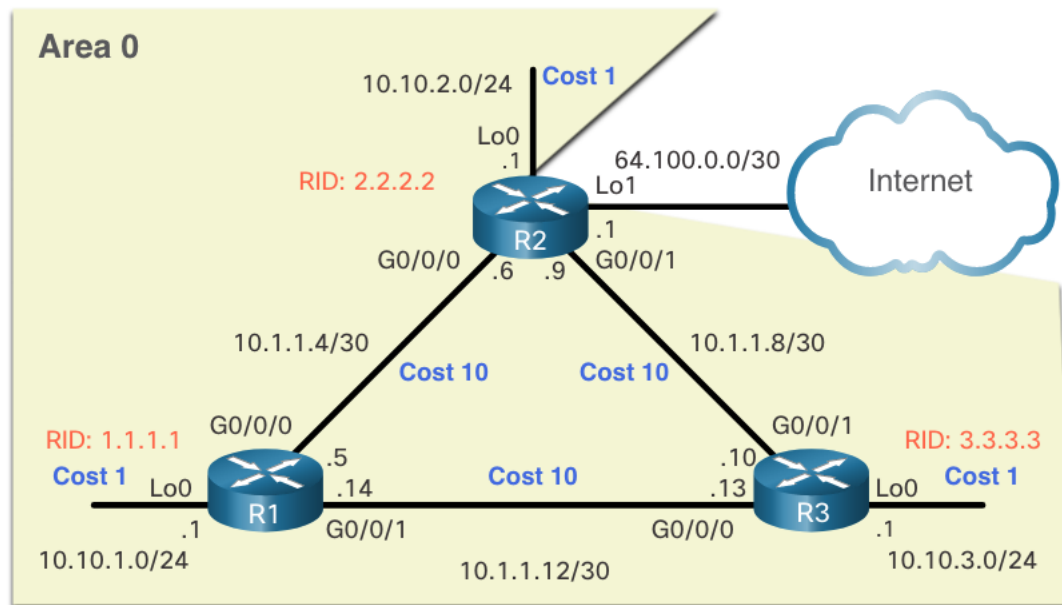 Area 0
10.10.2.0/24
Cost 1
Lo0
.1
64.100.0.0/30
Internet
RID: 2.2.2.2
Lo1
R2
.1
G0/0/0
.6
.9
G0/0/1
10.1.1.4/30
10.1.1.8/30
Cost 10
Cost 10
G0/0/0
G0/0/1
RID: 1.1.1.1
RID: 3.3.3.3
Cost 1
.5
Cost 10
.10
Cost 1
Lo0
.14
.13
Lo0
.1
R1
G0/0/1
G0/0/0
R3
.1
10.10.1.0/24
10.1.1.12/30
10.10.3.0/24